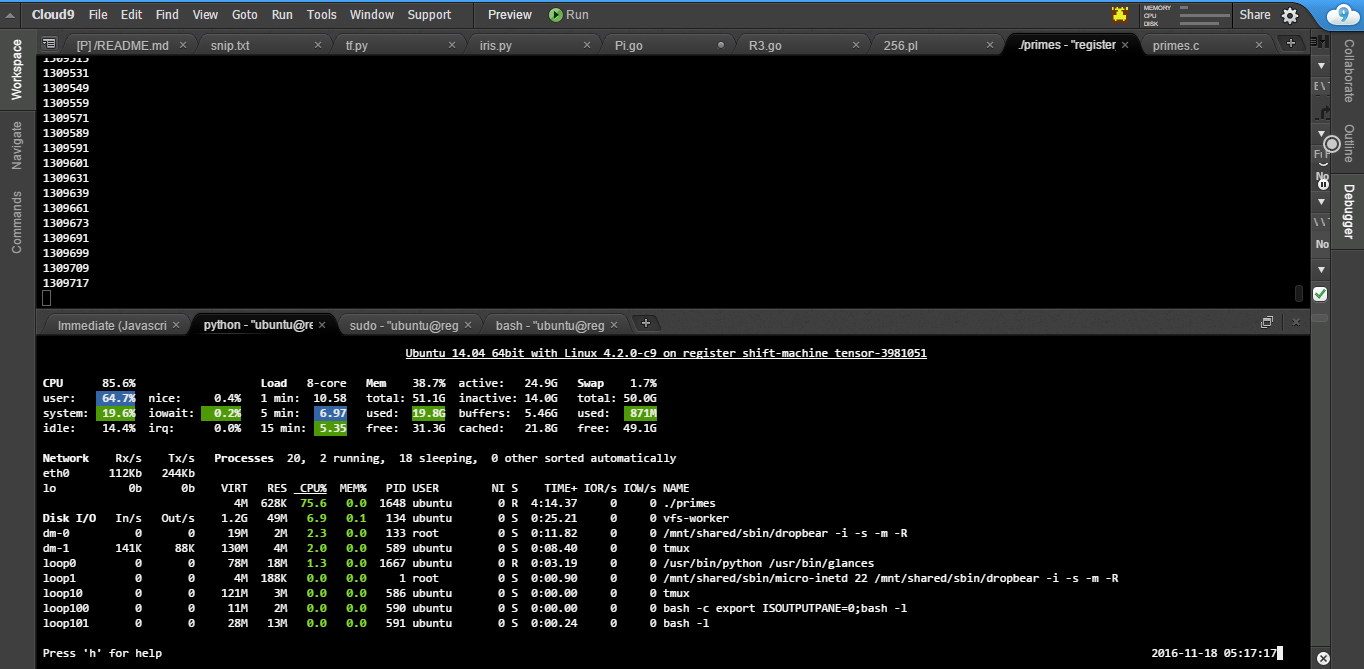 Cloud9 File Edit Find View Goto Run Tools Window Support Preview Run MEMORY CPU DISK Share
[P] /README.md snip.txt tf.py iris.py Pi.go R3.go 256.pl ./primes - "register primes.c
Workspace
Navigate
Commands
1309531
1309549
1309559
1309571
1309589
1309591
1309601
1309631
1309639
1309661
1309673
1309691
1309699
1309709
1309717
Collaborate
Outline
Debugger
No
No
Immediate (Javascri python - "ubuntu@re sudo - "ubuntu@reg bash - "ubuntu@reg
Ubuntu 14.04 64bit with Linux 4.2.0-c9 on register shift-machine tensor-3981051
CPU 85.6% Load 8-core Mem 38.7% active: 24.9G Swap 1.7%
user: 64.7% nice: 0.4% 1 min: 10.58 total: 51.1G inactive: 14.0G total: 50.0G
system: 19.6% iowait: 0.2% 5 min: 6.97 used: 19.8G buffers: 5.46G used: 871M
idle: 14.4% irq: 0.0% 15 min: 5.35 free: 31.3G cached: 21.8G free: 49.1G
Network Rx/s Tx/s Processes 20, 2 running, 18 sleeping, 0 other sorted automatically
eth0 112Kb 244Kb
lo 0b 0b VIRT RES CPU% MEM% PID USER NI S TIME+ IOR/s IOW/s NAME
4M 628K 75.6 0.0 1648 ubuntu 0 R 4:14.37 0 0 ./primes
Disk I/O In/s Out/s 1.2G 49M 6.9 0.1 134 ubuntu 0 S 0:25.21 0 0 vfs-worker
dm-0 0 0 19M 2M 2.3 0.0 133 root 0 S 0:11.82 0 0 /mnt/shared/sbin/dropbear -i -s -m -R
dm-1 141K 88K 130M 4M 2.0 0.0 589 ubuntu 0 S 0:08.40 0 0 tmux
loop0 0 0 78M 18M 1.3 0.0 1667 ubuntu 0 R 0:03.19 0 0 /usr/bin/python /usr/bin/glances
loop1 0 0 4M 188K 0.0 0.0 1 root 0 S 0:00.90 0 0 /mnt/shared/sbin/micro-inetd 22 /mnt/shared/sbin/dropbear -i -s -m -R
loop10 0 0 121M 3M 0.0 0.0 586 ubuntu 0 S 0:00.00 0 0 tmux
loop100 0 0 11M 2M 0.0 0.0 590 ubuntu 0 S 0:00.00 0 0 bash -c export ISOUTPUTPANE=0;bash -l
loop101 0 0 28M 13M 0.0 0.0 591 ubuntu 0 S 0:00.24 0 0 bash -l
Press 'h' for help 2016-11-18 05:17:17